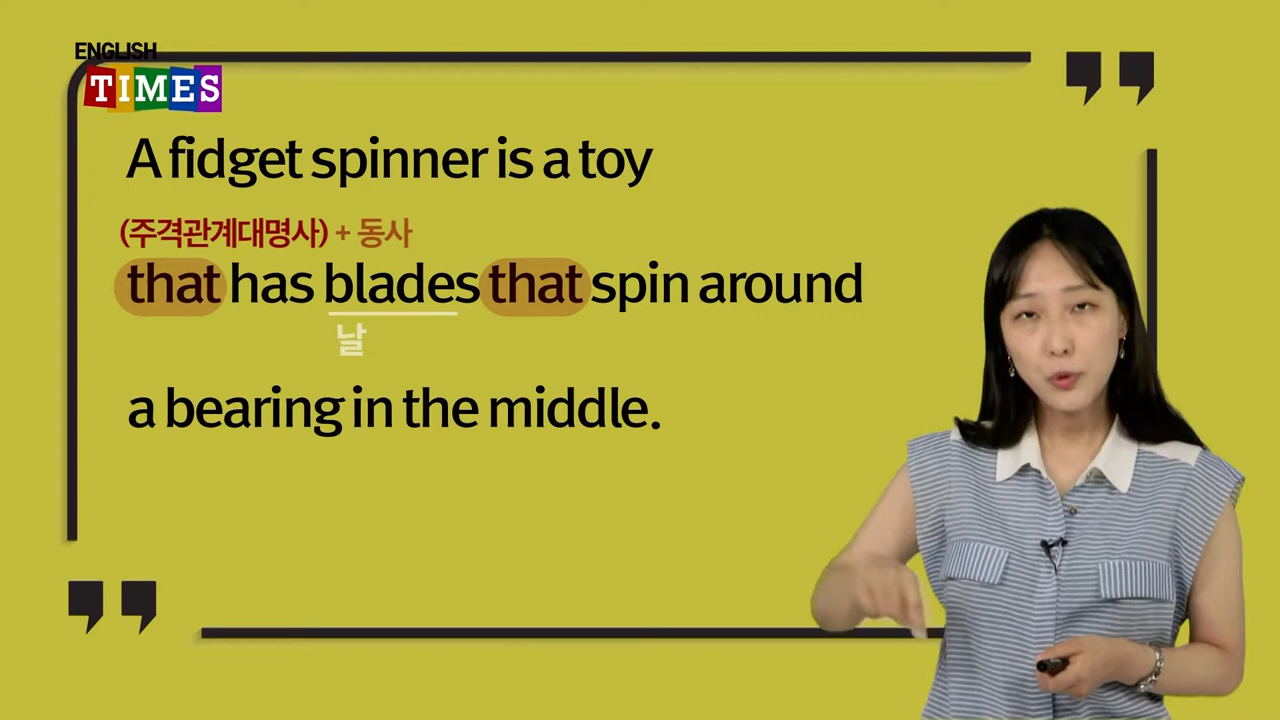 ENGLISH
TIMES
A fidget spinner is a toy
(주격관계대명사) + 동사
that has blades that spin around
날
a bearing in the middle.